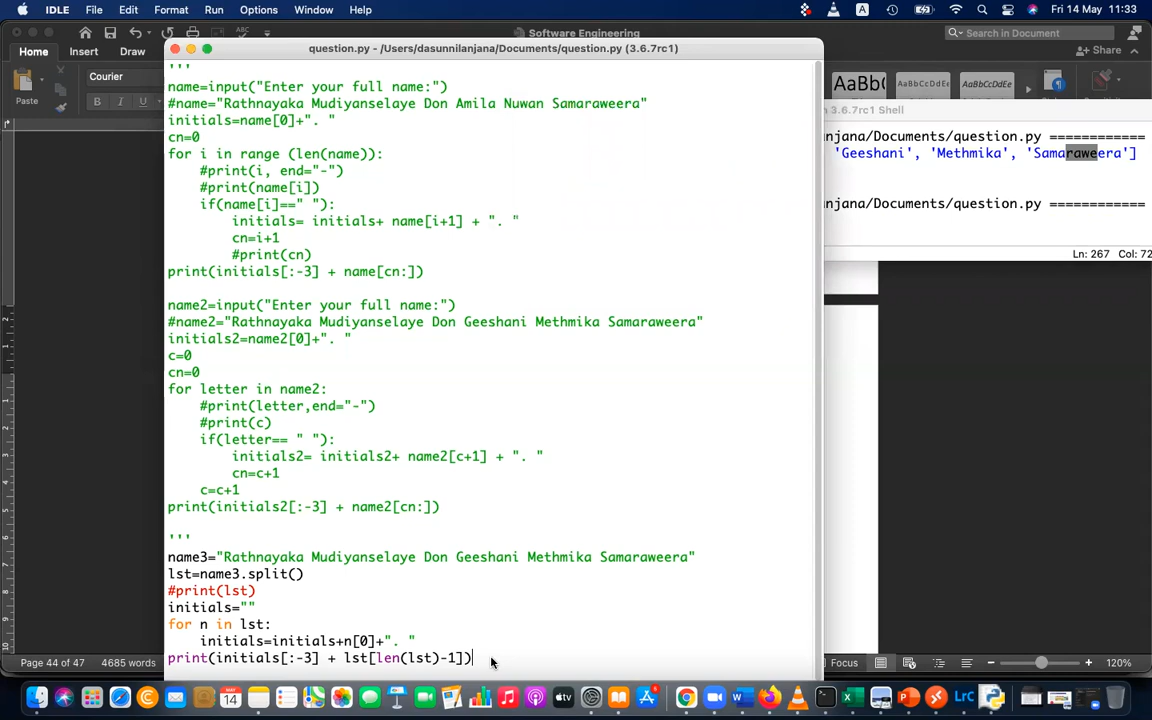 IDLE File Edit Format Run Options Window Help
A
Fri 14 May 11:33
Software Engineering
Search in Document
Home Insert Draw
Share
Paste
Courier
B I U
AaBb(
AaBbCcDdEe
AaBbCcDdEe
question.py - /Users/dasunnilanjana/Documents/question.py (3.6.7rc1)
'''
name=input("Enter your full name:")
#name="Rathnayaka Mudiyanselaye Don Amila Nuwan Samaraweera"
initials=name[0]+". "
cn=0
for i in range (len(name)):
#print(i, end="-")
#print(name[i])
if(name[i]==" "):
initials= initials+ name[i+1] + ". "
cn=i+1
#print(cn)
print(initials[:-3] + name[cn:])
name2=input("Enter your full name:")
#name2="Rathnayaka Mudiyanselaye Don Geeshani Methmika Samaraweera"
initials2=name2[0]+". "
c=0
cn=0
for letter in name2:
#print(letter,end="-")
#print(c)
if(letter== " "):
initials2= initials2+ name2[c+1] + ". "
cn=c+1
c=c+1
print(initials2[:-3] + name2[cn:])
'''
name3="Rathnayaka Mudiyanselaye Don Geeshani Methmika Samaraweera"
lst=name3.split()
#print(lst)
initials=""
for n in lst:
initials=initials+n[0]+". "
print(initials[:-3] + lst[len(lst)-1])
n 3.6.7rc1 Shell
unjana/Documents/question.py ============
'Geeshani', 'Methmika', 'Samaraweera']
unjana/Documents/question.py ============
Ln: 267 Col: 72
Page 44 of 47 4685 words
Focus
120%